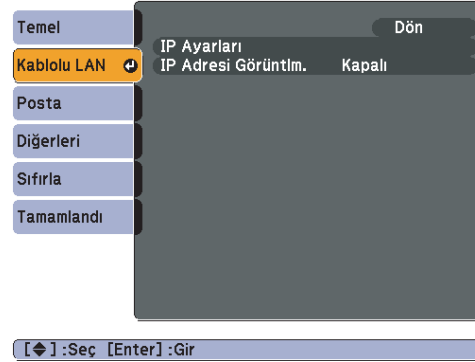 Temel
Kablolu LAN
Posta
Diğerleri
Sıfırla
Tamamlandı
Dön
IP Ayarları
IP Adresi Görüntlm. Kapalı
[◆] :Seç [Enter] :Gir